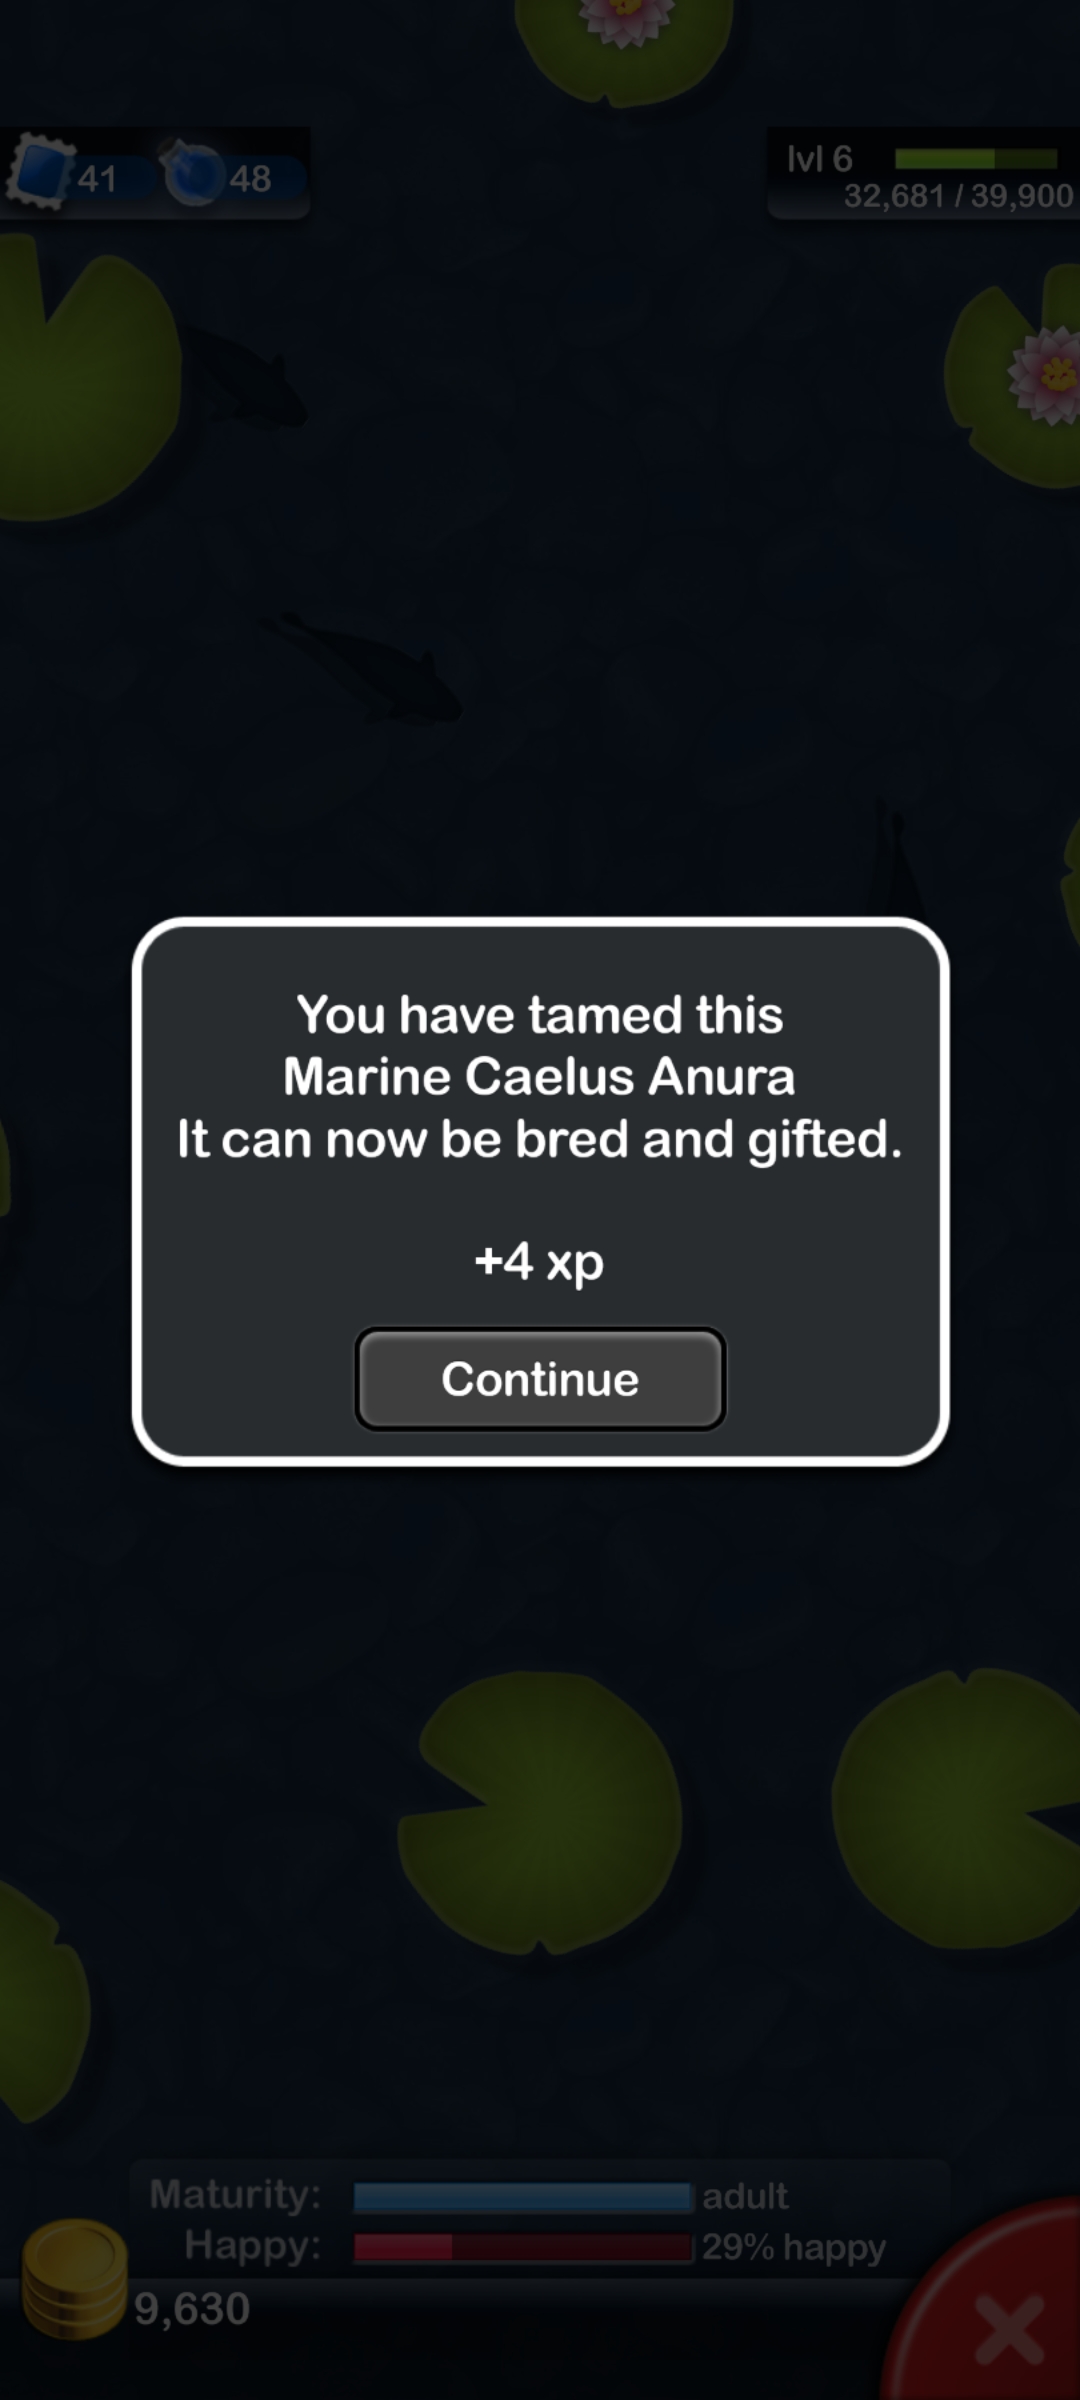 41
48
lvl 6
32,681 / 39,900
You have tamed this
Marine Caelus Anura
It can now be bred and gifted.
+4 xp
Continue
Maturity: adult
Happy: 29% happy
9,630